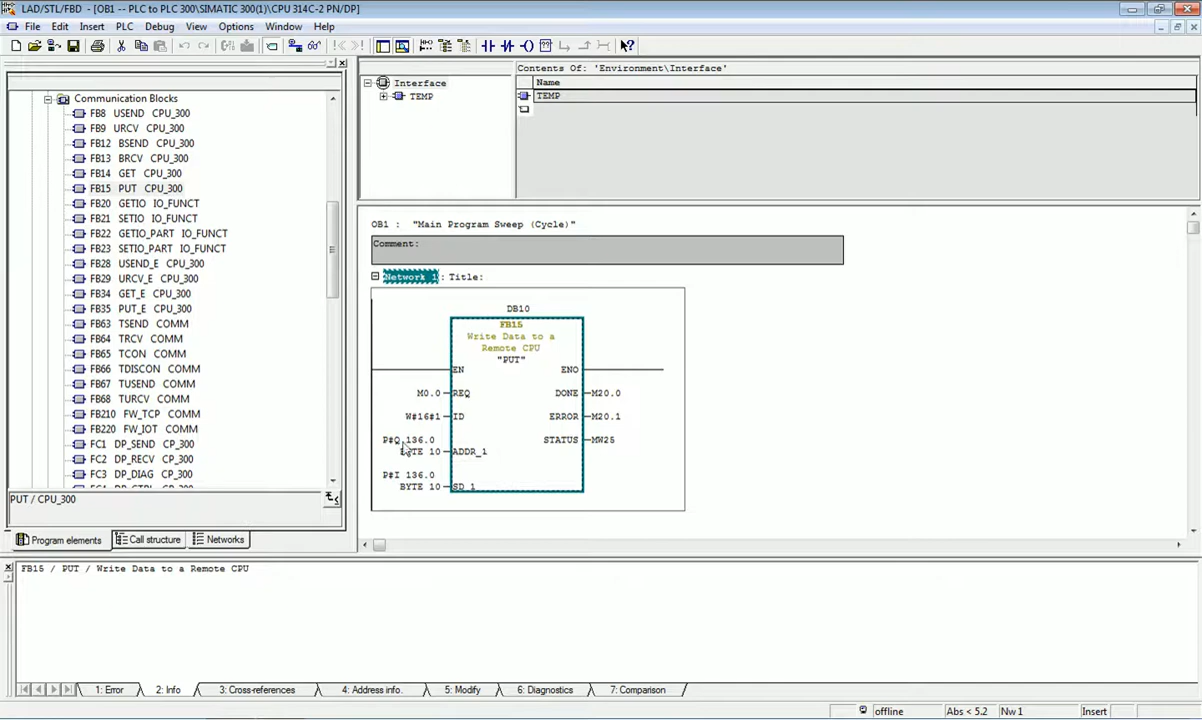 LAD/STL/FBD - [OB1 -- PLC to PLC 300\SIMATIC 300(1)\CPU 314C-2 PN/DP]
File Edit Insert PLC Debug View Options Window Help
Communication Blocks
FB8 USEND CPU_300
FB9 URCV CPU_300
FB12 BSEND CPU_300
FB13 BRCV CPU_300
FB14 GET CPU_300
FB15 PUT CPU_300
FB20 GETIO IO_FUNCT
FB21 SETIO IO_FUNCT
FB22 GETIO_PART IO_FUNCT
FB23 SETIO_PART IO_FUNCT
FB28 USEND_E CPU_300
FB29 URCV_E CPU_300
FB34 GET_E CPU_300
FB35 PUT_E CPU_300
FB63 TSEND COMM
FB64 TRCV COMM
FB65 TCON COMM
FB66 TDISCON COMM
FB67 TUSEND COMM
FB68 TURCV COMM
FB210 FW_TCP COMM
FB220 FW_IOT COMM
FC1 DP_SEND CP_300
FC2 DP_RECV CP_300
FC3 DP_DIAG CP_300
PUT / CPU_300
Program elements Call structure Networks
Interface
TEMP
Contents Of: 'Environment\Interface'
Name
TEMP
OB1 : "Main Program Sweep (Cycle)"
Comment:
Network 1: Title:
DB10
FB15
Write Data to a
Remote CPU
"PUT"
EN ENO
M0.0 REQ DONE M20.0
W#16#1 ID ERROR M20.1
P#Q 136.0 STATUS MW25
BYTE 10 ADDR_1
P#I 136.0
BYTE 10 SD_1
FB15 / PUT / Write Data to a Remote CPU
1: Error 2: Info 3: Cross-references 4: Address info. 5: Modify 6: Diagnostics 7: Comparison
offline Abs < 5.2 Nw 1 Insert